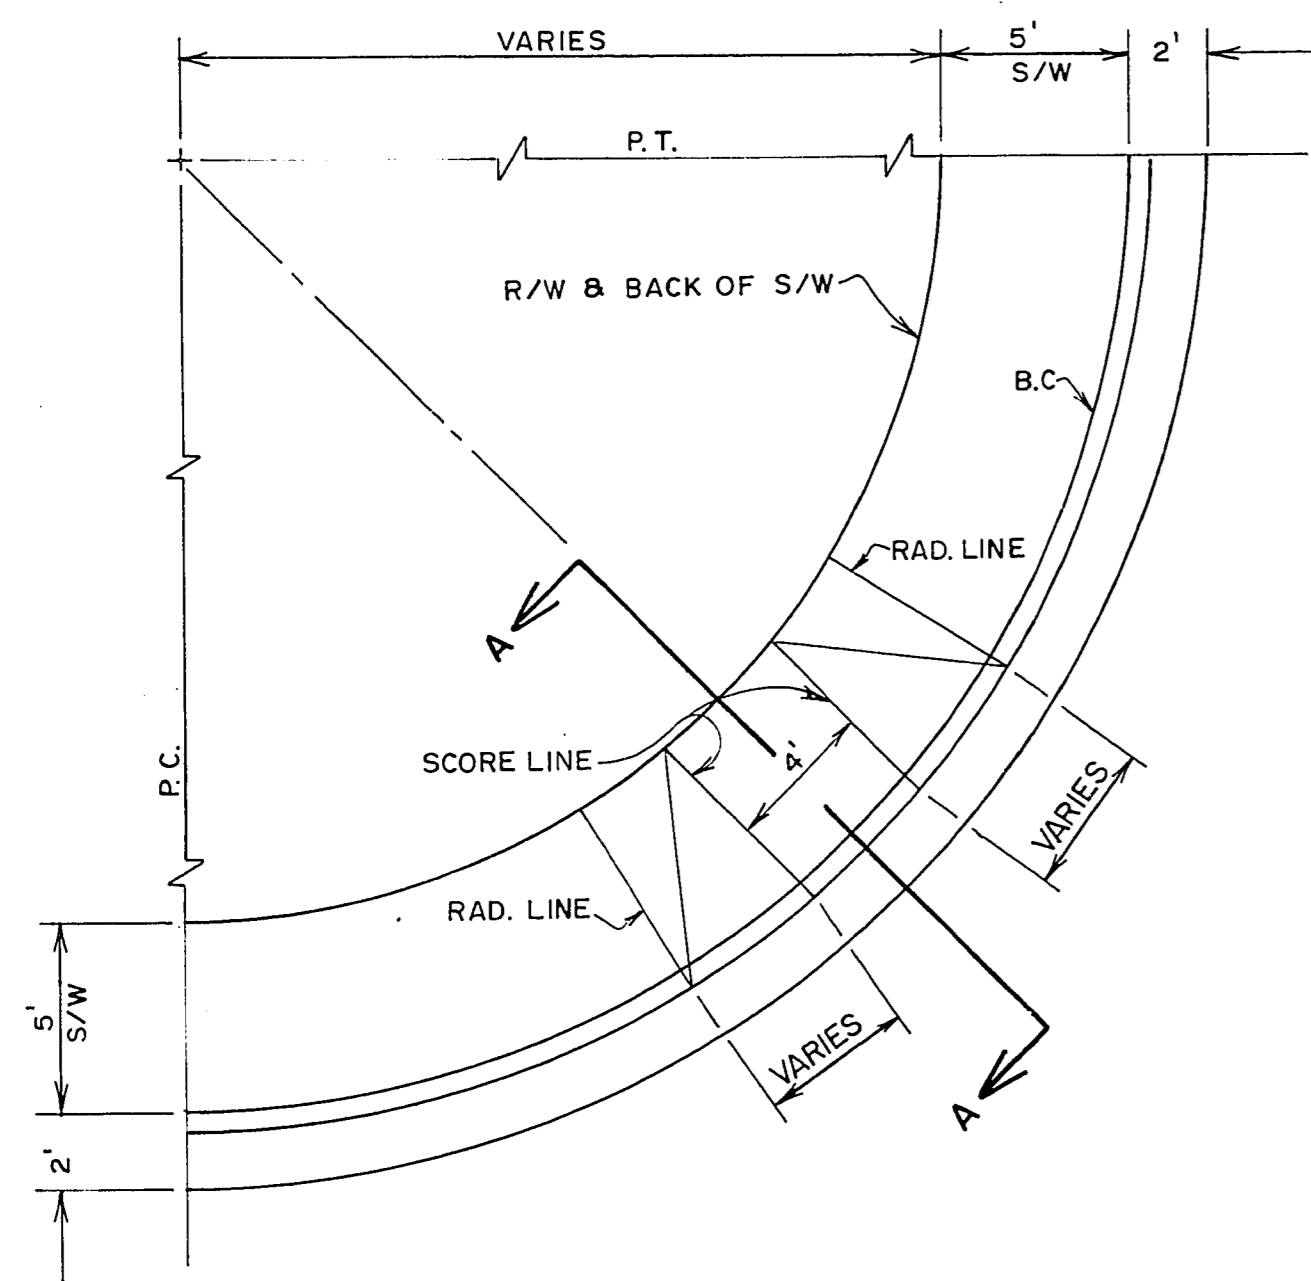 VARIES
5'
S/W
2'
P.T.
R/W & BACK OF S/W
B.C
RAD. LINE
A
SCORE LINE
4'
P.C.
VARIES
RAD. LINE
5'
S/W
VARIES
A
2'